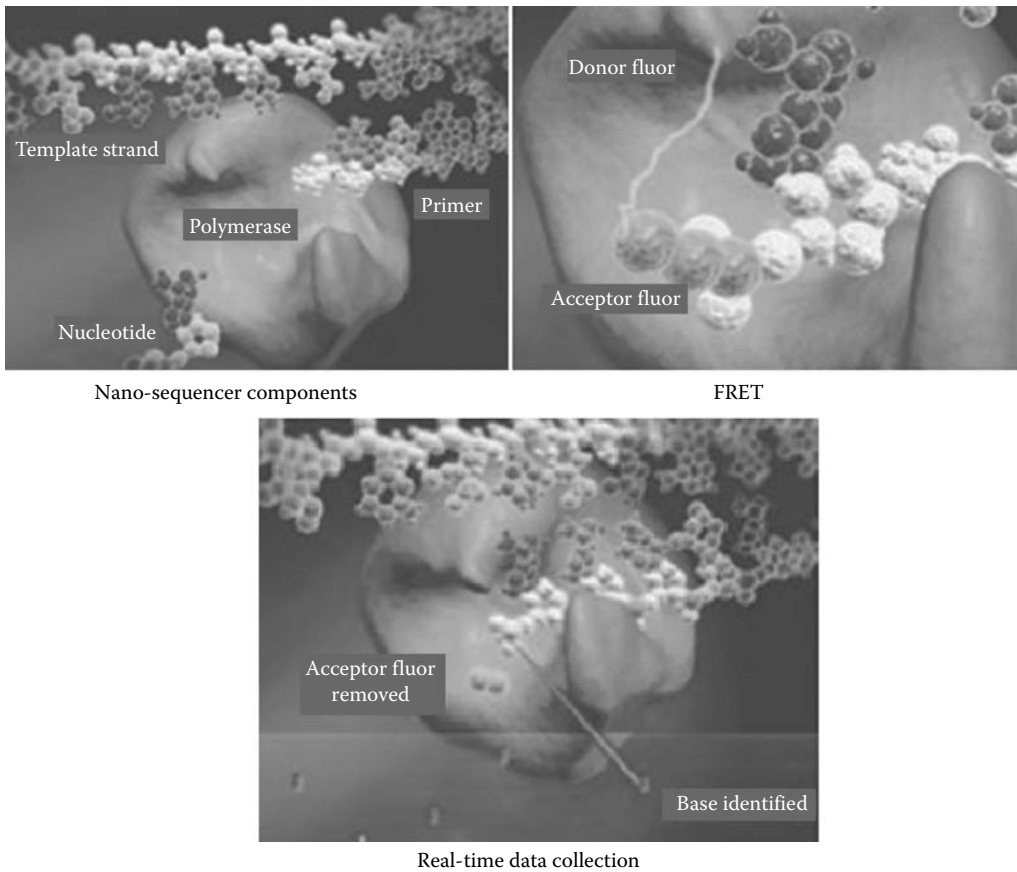 Template strand
Polymerase
Primer
Nucleotide
Nano-sequencer components
Donor fluor
Acceptor fluor
FRET
Acceptor fluor
removed
Base identified
Real-time data collection